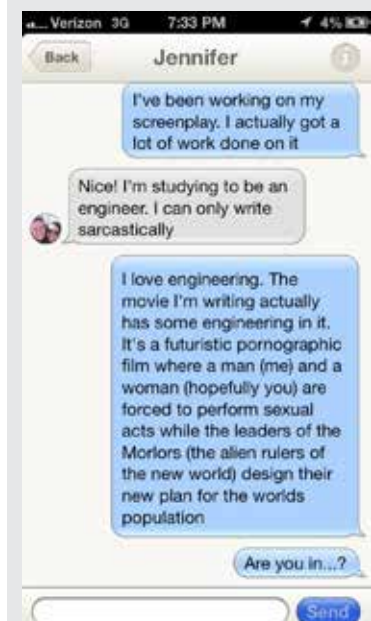 ... Verizon 3G 7:33 PM 4%
Back Jennifer
I've been working on my
screenplay. I actually got a
lot of work done on it
Nice! I'm studying to be an
engineer. I can only write
sarcastically
I love engineering. The
movie I'm writing actually
has some engineering in it.
It's a futuristic pornographic
film where a man (me) and a
woman (hopefully you) are
forced to perform sexual
acts while the leaders of the
Morlors (the alien rulers of
the new world) design their
new plan for the worlds
population
Are you in...?
Send